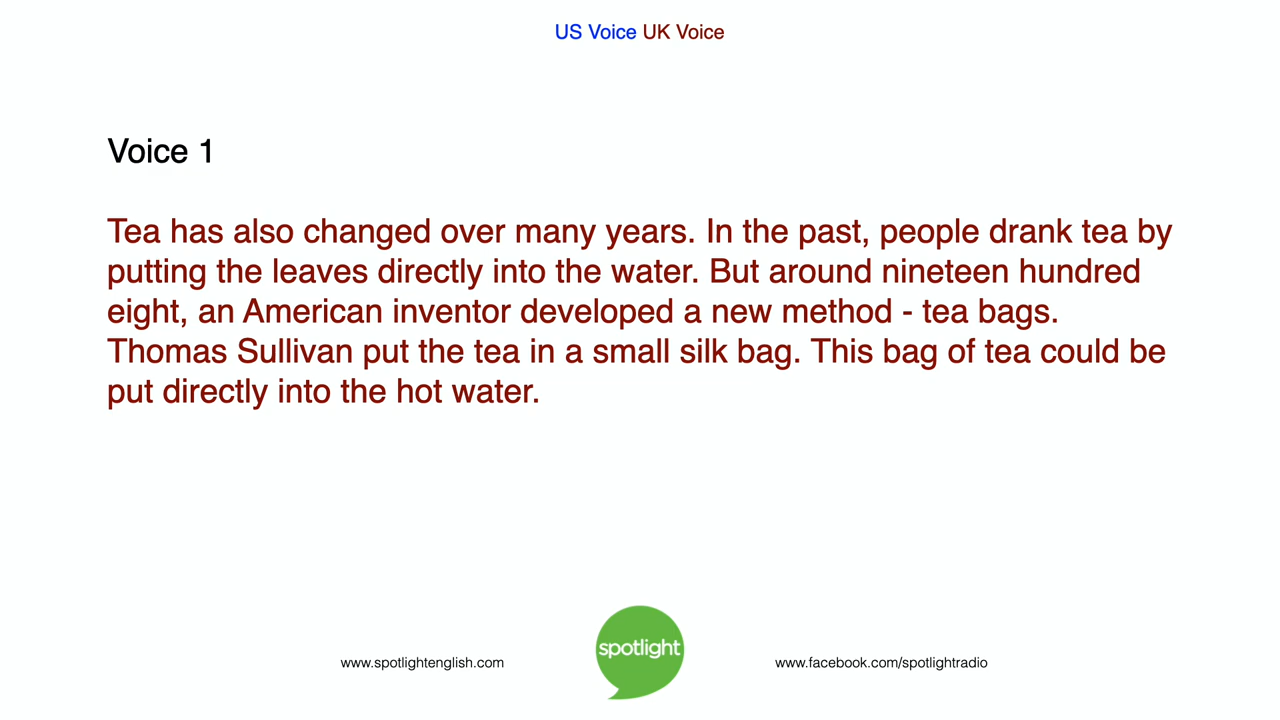 US Voice UK Voice
Voice 1
Tea has also changed over many years. In the past, people drank tea by
putting the leaves directly into the water. But around nineteen hundred
eight, an American inventor developed a new method - tea bags.
Thomas Sullivan put the tea in a small silk bag. This bag of tea could be
put directly into the hot water.
www.spotlightenglish.com
spotlight
www.facebook.com/spotlightradio